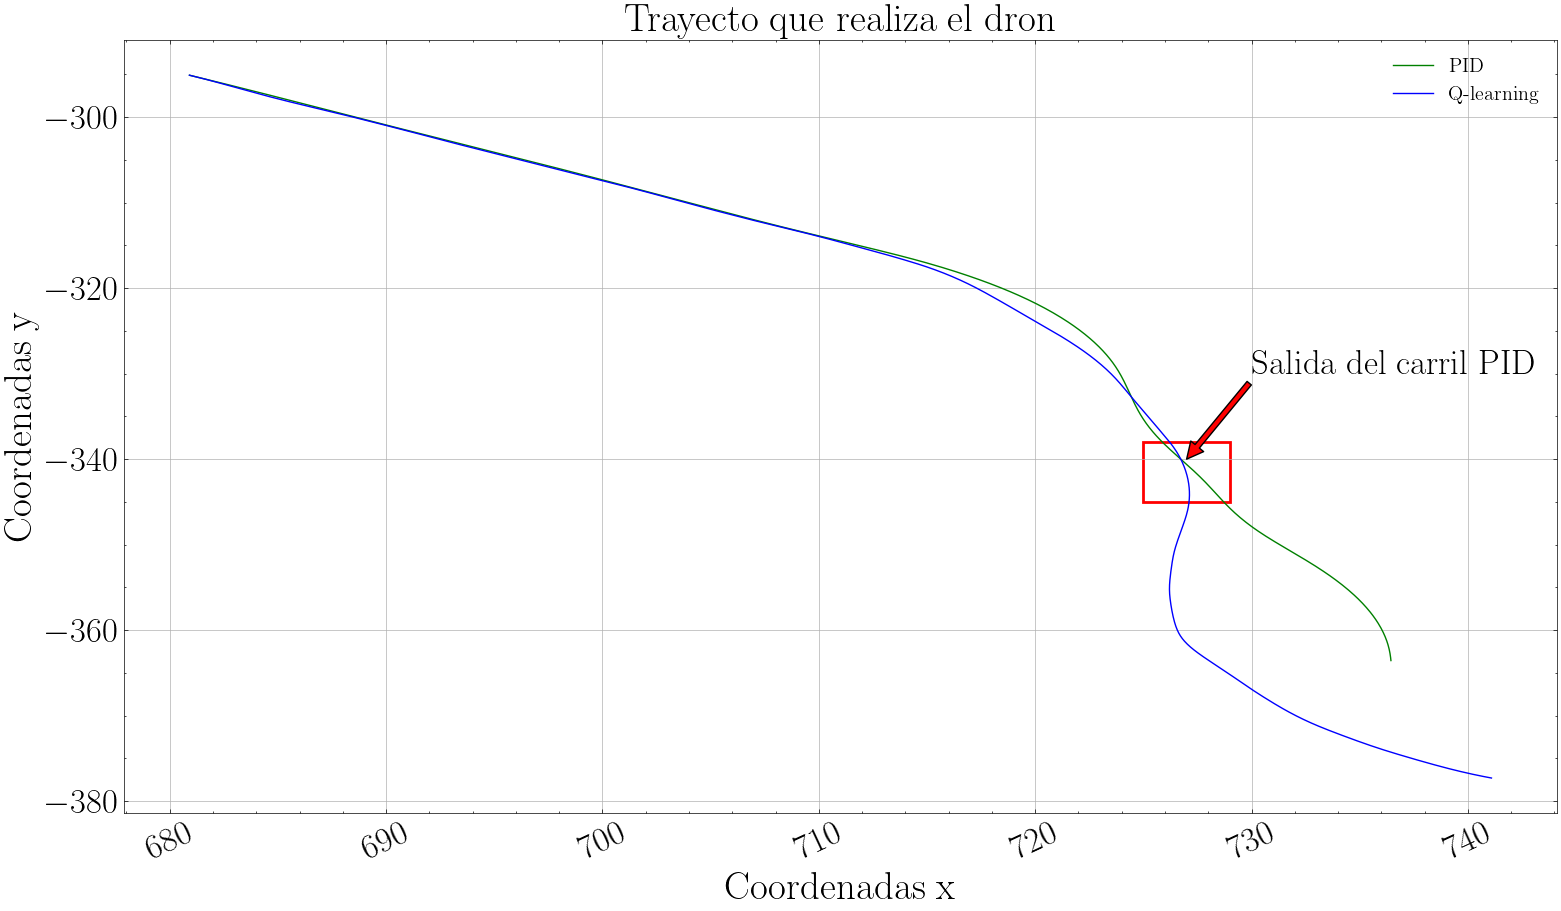 Trayecto que realiza el dron
PID
Q-learning
−300
−320
−340
−360
−380
Coordenadas y
Salida del carril PID
680
690
700
710
720
730
740
Coordenadas x